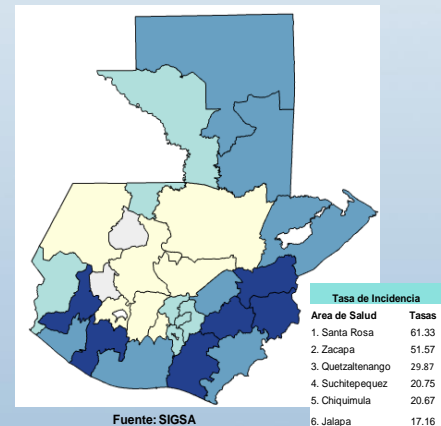 Tasa de Incidencia
Area de Salud Tasas
1. Santa Rosa 61.33
2. Zacapa 51.57
3. Quetzaltenango 29.87
4. Suchitepequez 20.75
5. Chiquimula 20.67
6. Jalapa 17.16
Fuente: SIGSA